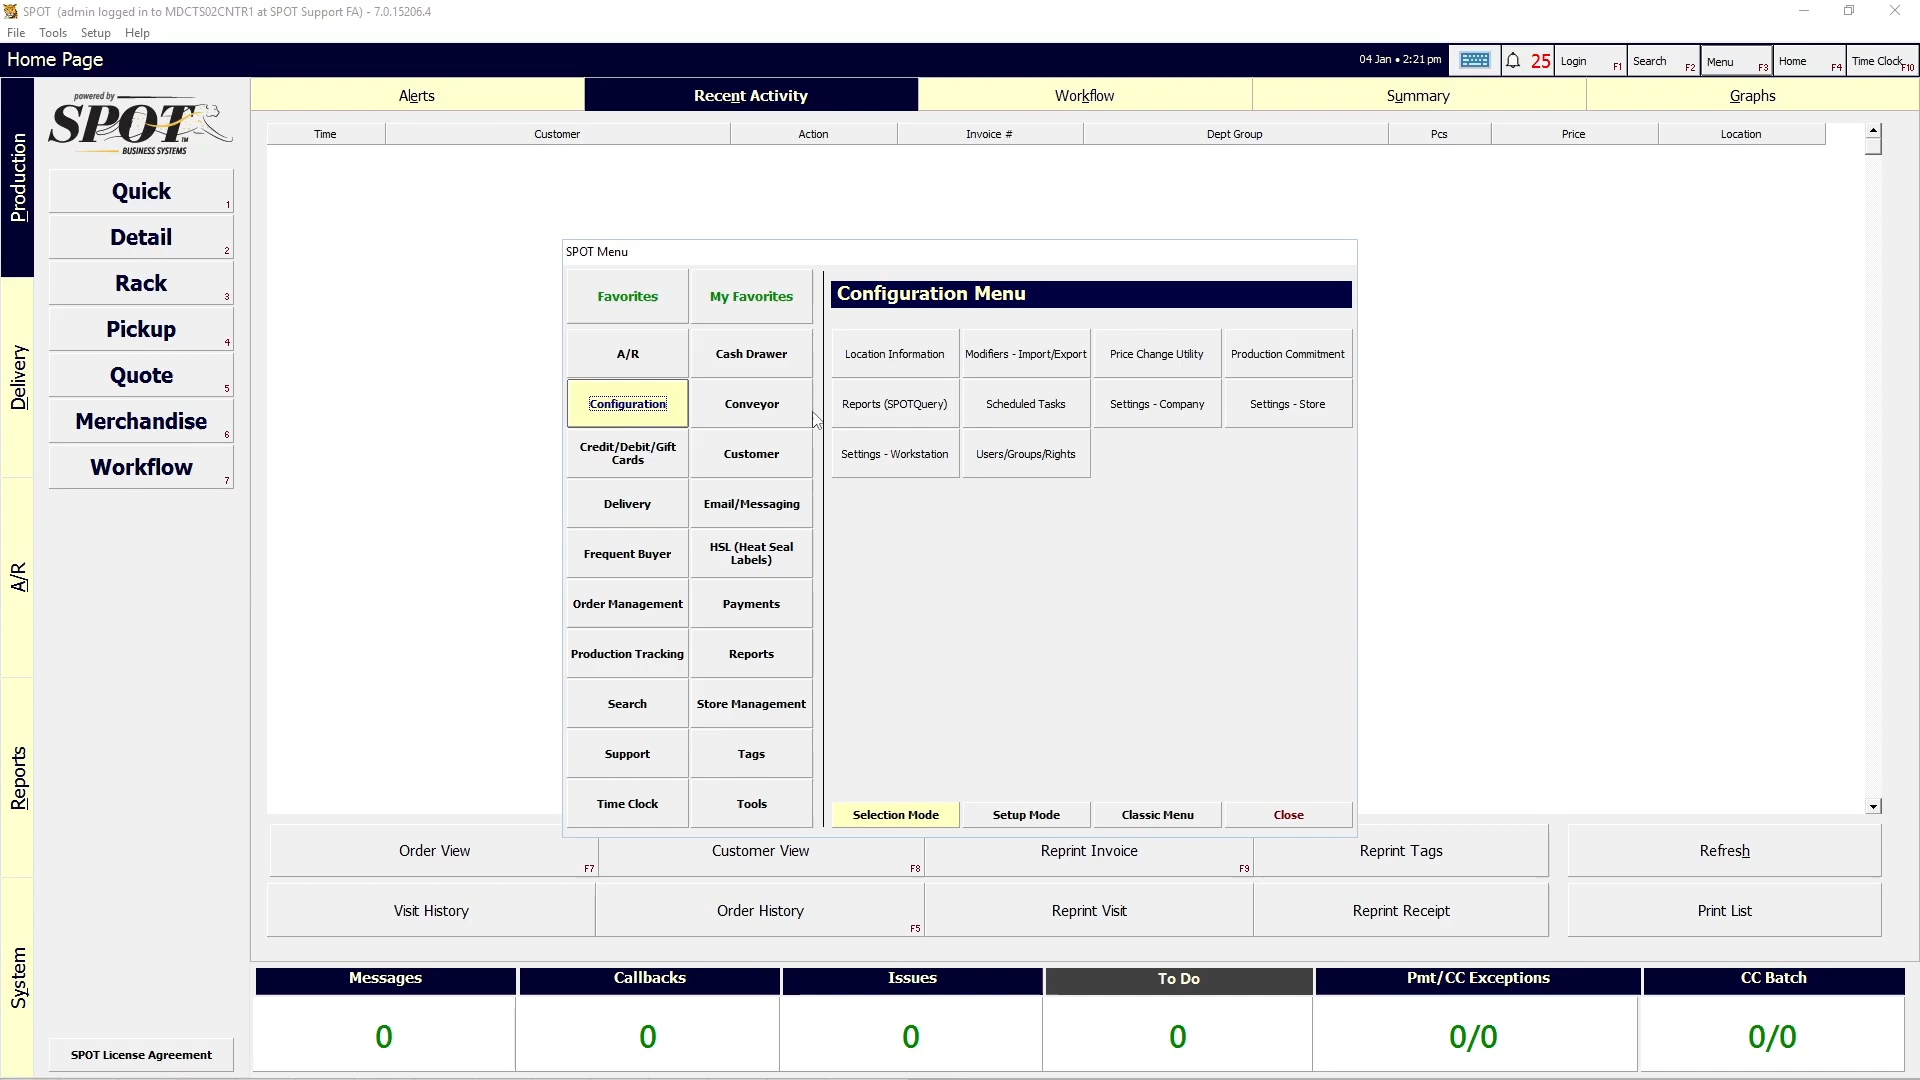 SPOT (admin logged in to MDCTS02CNTR1 at SPOT Support FA) - 7.0.15206.4
File Tools Setup Help
Home Page
04 Jan • 2:21 pm
25
Login F1
Search F2
Menu F3
Home F4
Time Clock F10
Production
Delivery
A/R
Reports
System
powered by
SPOT™
BUSINESS SYSTEMS
Quick 1
Detail 2
Rack 3
Pickup 4
Quote 5
Merchandise 6
Workflow 7
SPOT License Agreement
Alerts Recent Activity Workflow Summary Graphs
Time Customer Action Invoice # Dept Group Pcs Price Location
SPOT Menu
Favorites My Favorites
A/R Cash Drawer
Configuration Conveyor
Credit/Debit/Gift
Cards
Customer
Delivery Email/Messaging
Frequent Buyer
HSL (Heat Seal
Labels)
Order Management Payments
Production Tracking Reports
Search Store Management
Support Tags
Time Clock Tools
Configuration Menu
Location Information Modifiers - Import/Export Price Change Utility Production Commitment
Reports (SPOTQuery) Scheduled Tasks Settings - Company Settings - Store
Settings - Workstation Users/Groups/Rights
Selection Mode Setup Mode Classic Menu Close
Order View F7 Customer View F8 Reprint Invoice F9 Reprint Tags Refresh
Visit History Order History F5 Reprint Visit Reprint Receipt Print List
Messages Callbacks Issues To Do Pmt/CC Exceptions CC Batch
0 0 0 0 0/0 0/0